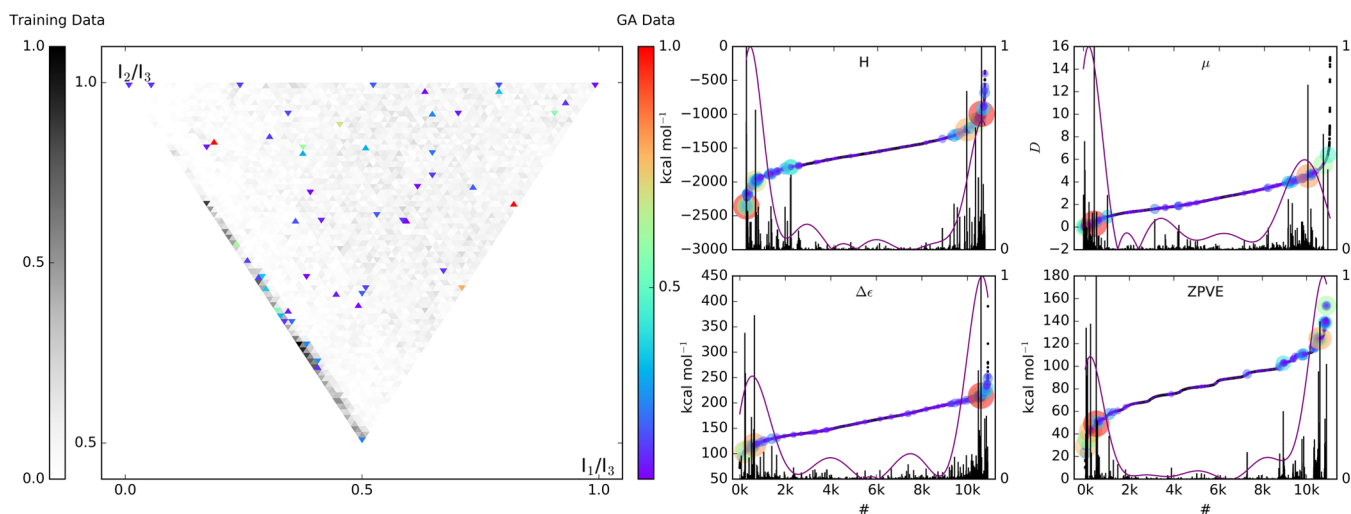 Training Data
1.0
0.5
0.0
I₂/I₃
1.0
0.5
I₁/I₃
0.0
0.5
1.0
GA Data
1.0
kcal mol⁻¹
0.5
kcal mol⁻¹
H
0
−500
−1000
−1500
−2000
−2500
−3000
1
0
D
μ
16
14
12
10
8
6
4
2
0
−2
1
0
kcal mol⁻¹
Δϵ
450
400
350
300
250
200
150
100
50
1
0
0k
2k
4k
6k
8k
10k
#
kcal mol⁻¹
ZPVE
180
160
140
120
100
80
60
40
20
0
1
0
0k
2k
4k
6k
8k
10k
#